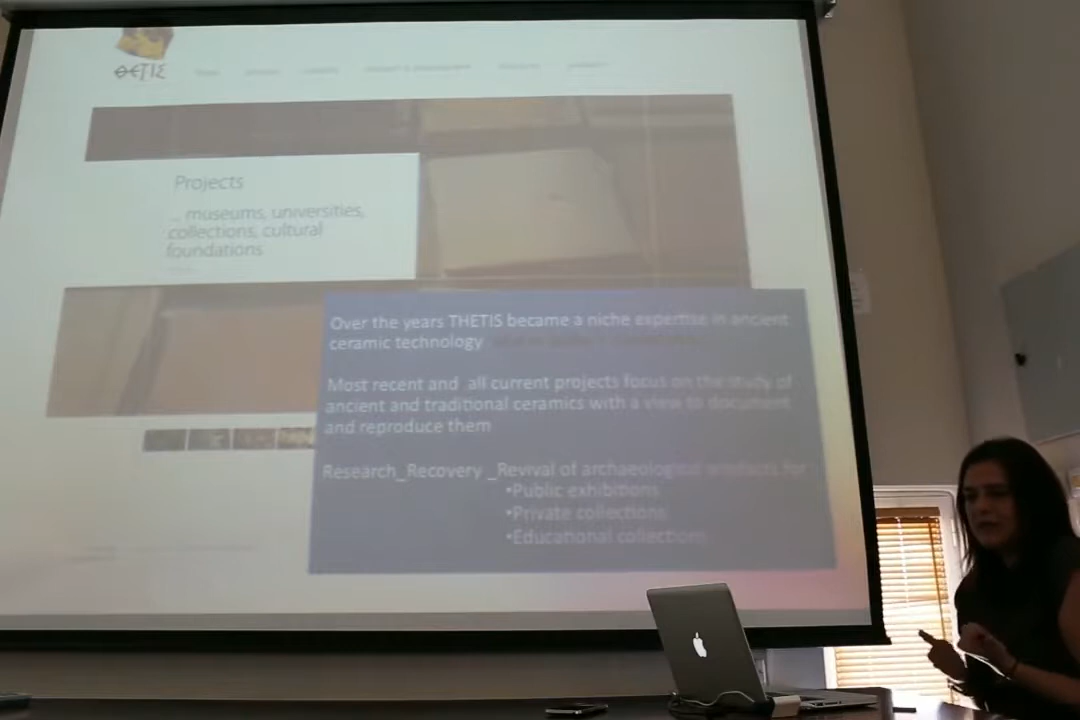 ΘΕΤΙΣ
Projects
... museums, universities,
collections, cultural
foundations
Over the years THETIS became a niche expertise in ancient
ceramic technology
Most recent and all current projects focus on the study of
ancient and traditional ceramics with a view to document
and reproduce them
Research_Recovery _Revival of archaeological artefacts for
•Public exhibitions
•Private collections
•Educational collections